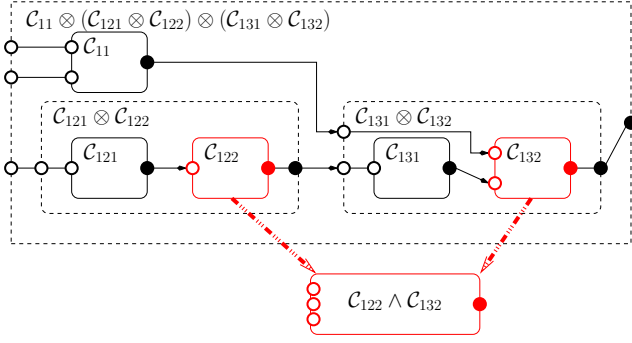 𝒞₁₁ ⊗ (𝒞₁₂₁ ⊗ 𝒞₁₂₂) ⊗ (𝒞₁₃₁ ⊗ 𝒞₁₃₂)
𝒞₁₁
𝒞₁₂₁ ⊗ 𝒞₁₂₂
𝒞₁₃₁ ⊗ 𝒞₁₃₂
𝒞₁₂₁
𝒞₁₂₂
𝒞₁₃₁
𝒞₁₃₂
𝒞₁₂₂ ∧ 𝒞₁₃₂